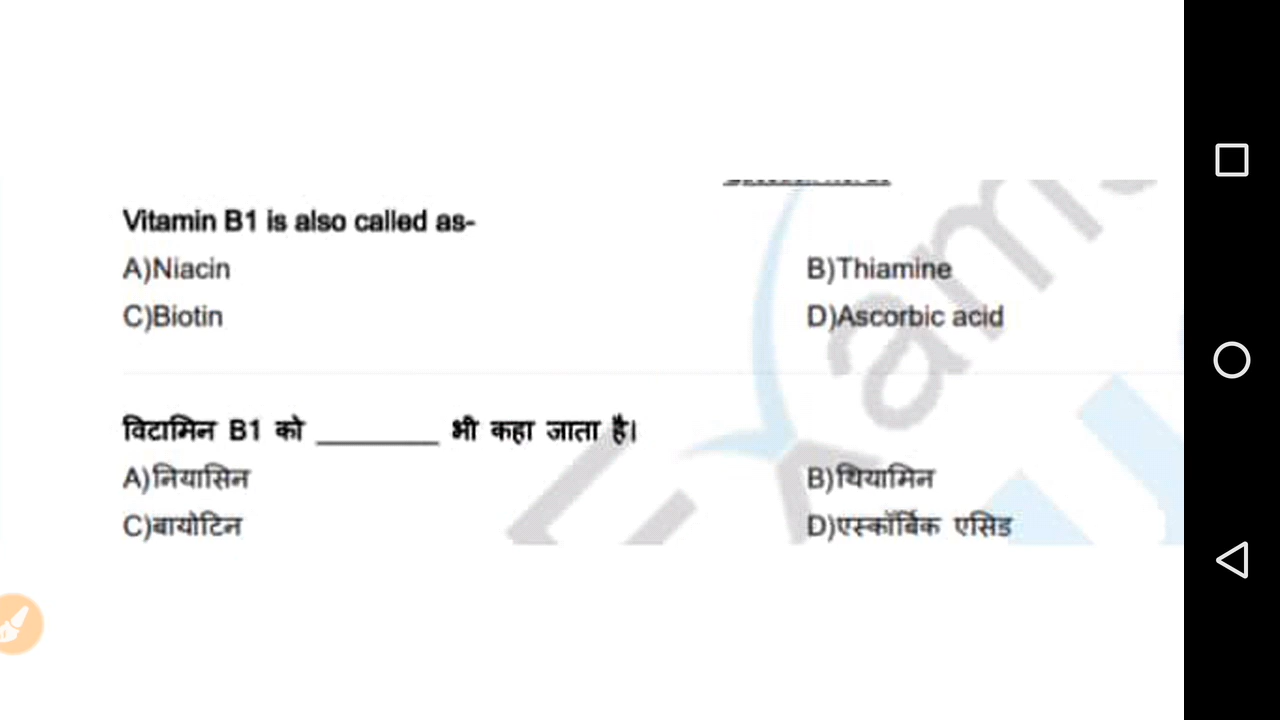 Vitamin B1 is also called as-
A)Niacin
B)Thiamine
C)Biotin
D)Ascorbic acid
विटामिन B1 को ________ भी कहा जाता है।
A)नियासिन
B)थियामिन
C)बायोटिन
D)एस्कॉर्बिक एसिड